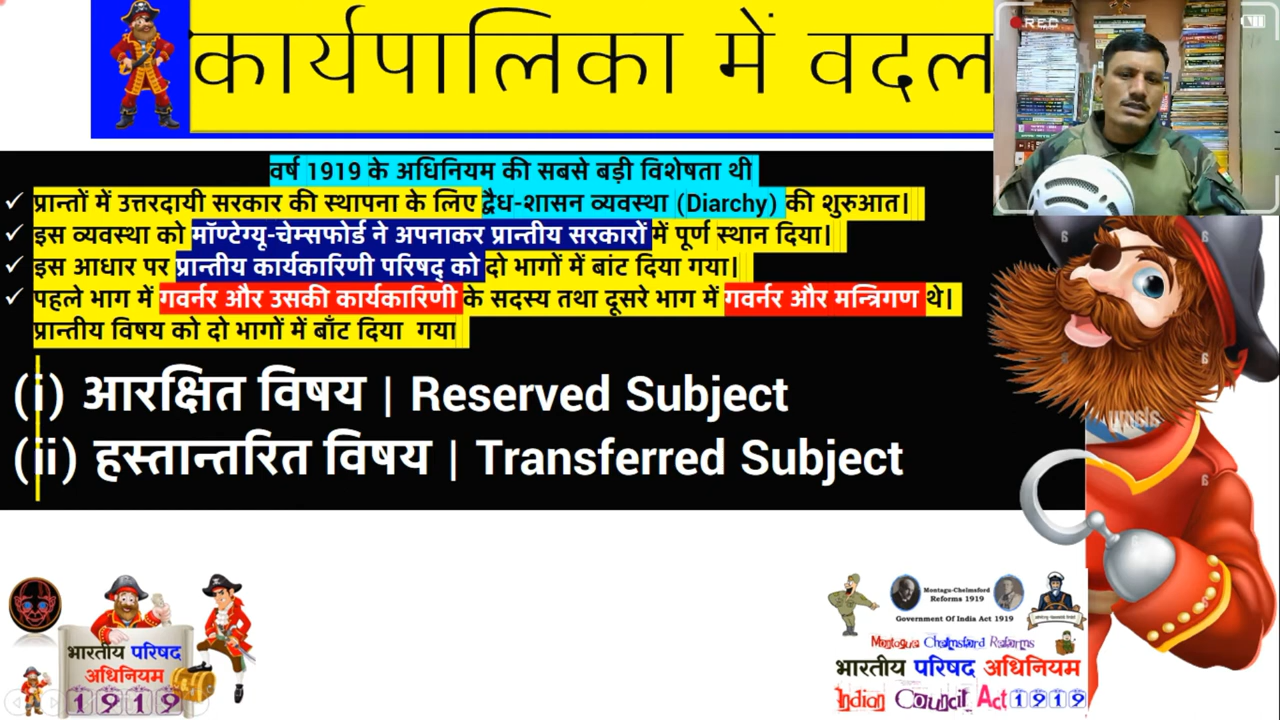 कार्यपालिका में वदल
REC
वर्ष 1919 के अधिनियम की सबसे बड़ी विशेषता थी
✓ प्रान्तों में उत्तरदायी सरकार की स्थापना के लिए द्वैध-शासन व्यवस्था (Diarchy) की शुरुआत।
✓ इस व्यवस्था को मॉण्टेग्यू-चेम्सफोर्ड ने अपनाकर प्रान्तीय सरकारों में पूर्ण स्थान दिया।
✓ इस आधार पर प्रान्तीय कार्यकारिणी परिषद् को दो भागों में बांट दिया गया।
✓ पहले भाग में गवर्नर और उसकी कार्यकारिणी के सदस्य तथा दूसरे भाग में गवर्नर और मन्त्रिगण थे।
प्रान्तीय विषय को दो भागों में बाँट दिया गया
(i) आरक्षित विषय | Reserved Subject
(ii) हस्तान्तरित विषय | Transferred Subject
भारतीय परिषद
अधिनियम
1919
Montagu-Chelmsford
Reforms 1919
Government Of India Act 1919
Montague Chelmsford Reforms
भारतीय परिषद अधिनियम
Indian Council Act 1919
alamy